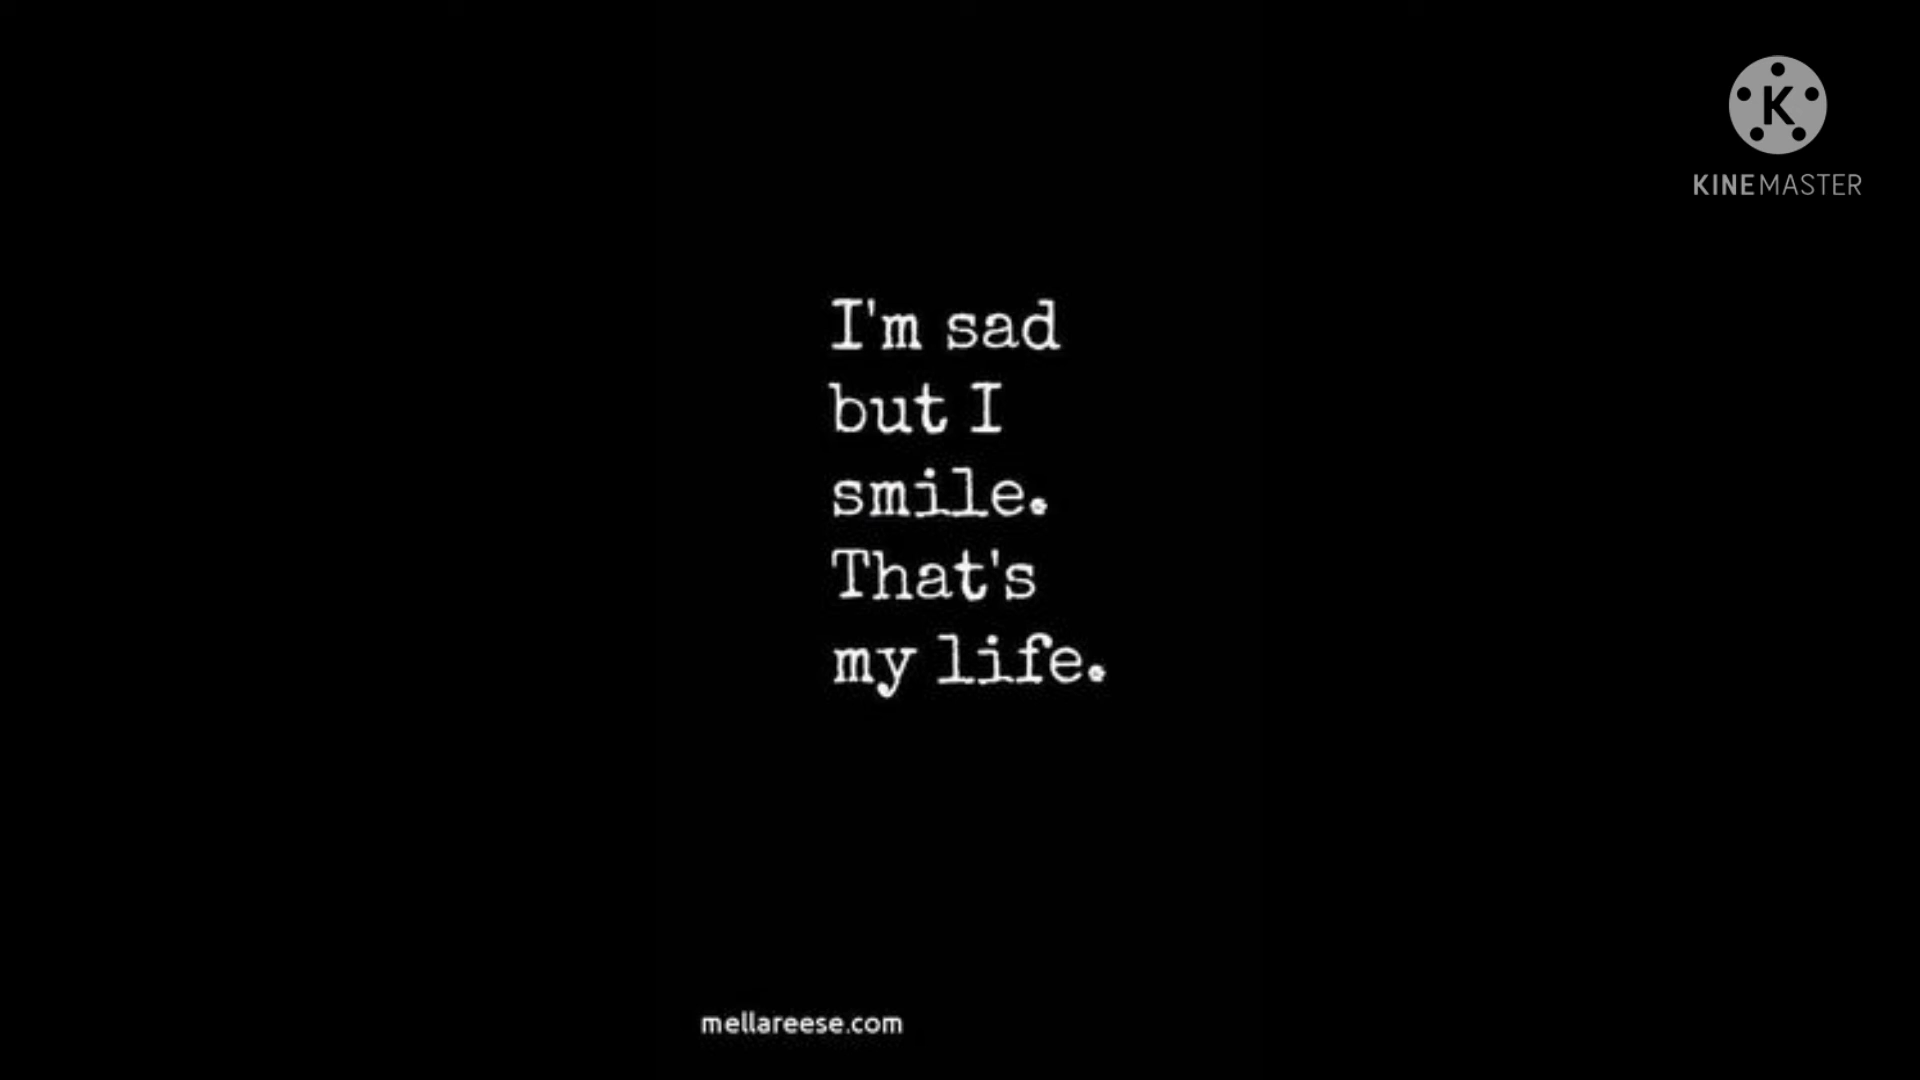 K
KINEMASTER
I'm sad
but I
smile.
That's
my life.
mellareese.com